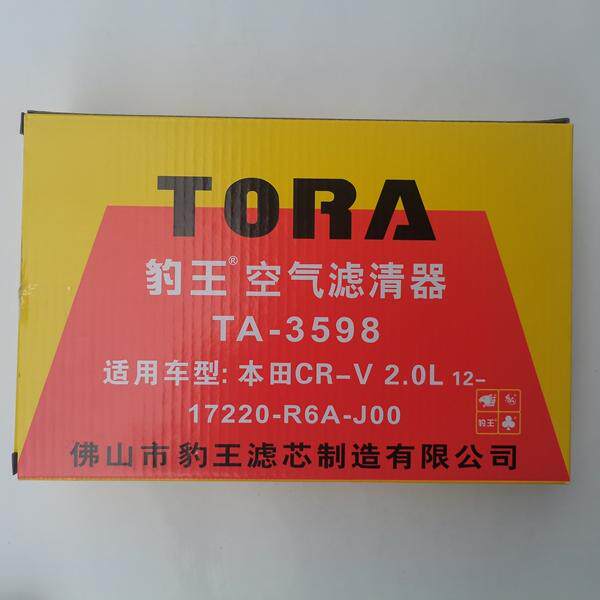 TORA
豹王®空气滤清器
TA-3598
适用车型: 本田CR-V 2.0L 12-
17220-R6A-J00
豹王
佛山市豹王滤芯制造有限公司